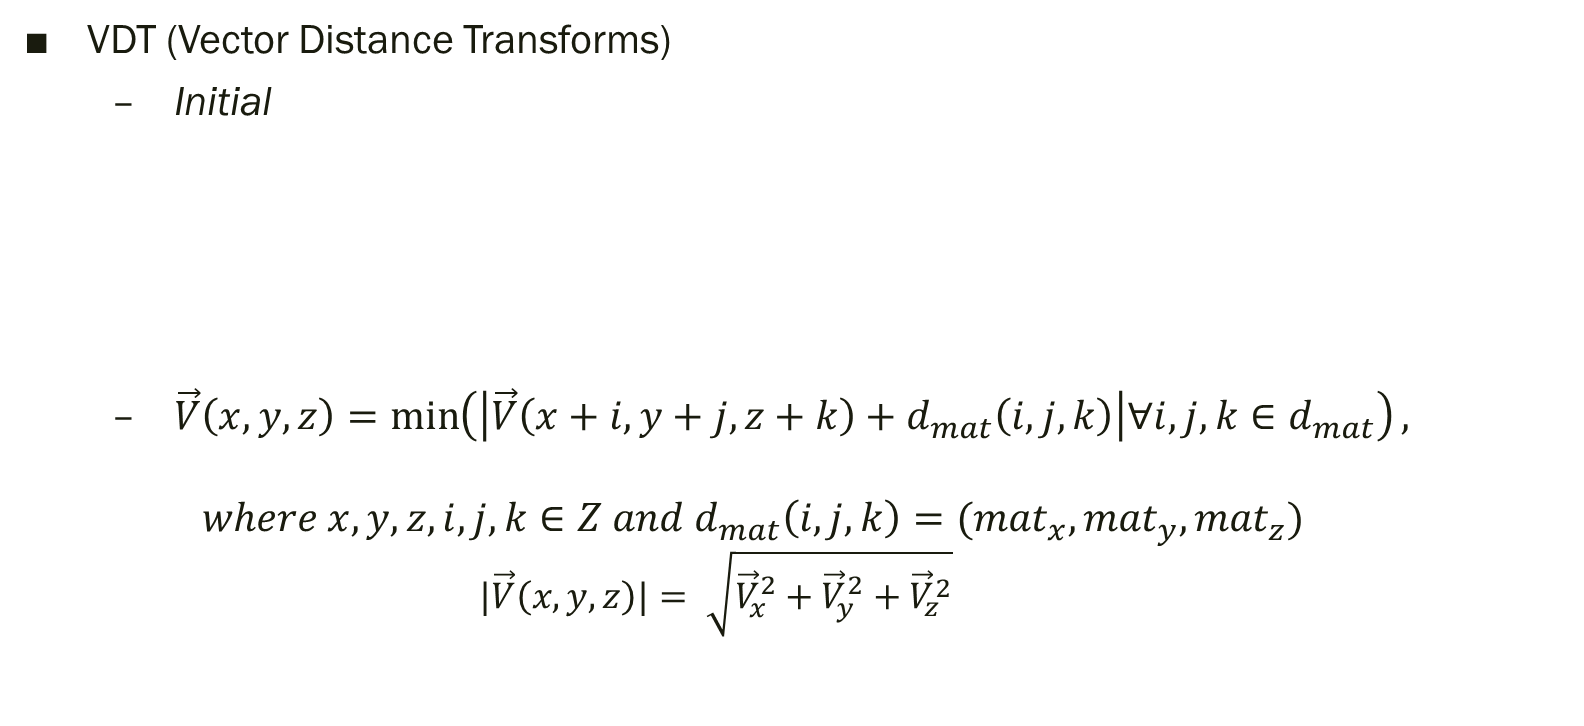 ■ VDT (Vector Distance Transforms)
– Initial
– V⃗(x, y, z) = min(|V⃗(x + i, y + j, z + k) + d_mat(i, j, k)|∀i, j, k ∈ d_mat),
where x, y, z, i, j, k ∈ Z and d_mat(i, j, k) = (mat_x, mat_y, mat_z)
|V⃗(x, y, z)| = √(V⃗_x² + V⃗_y² + V⃗_z²)